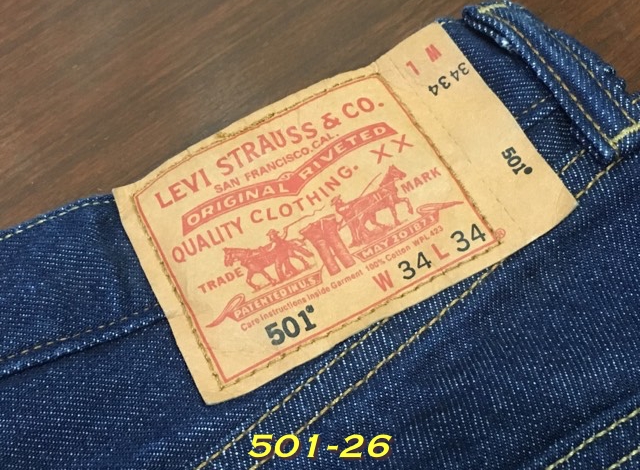 LEVI STRAUSS & CO.
SAN FRANCISCO, CAL.
ORIGINAL RIVETED
QUALITY CLOTHING. XX
TRADE MARK
PATENTED IN U.S. MAY 20 1873
Care Instructions Inside Garment 100% Cotton WPL 423
W 34 L 34 ®
501®
L W
3434
501®
501-26